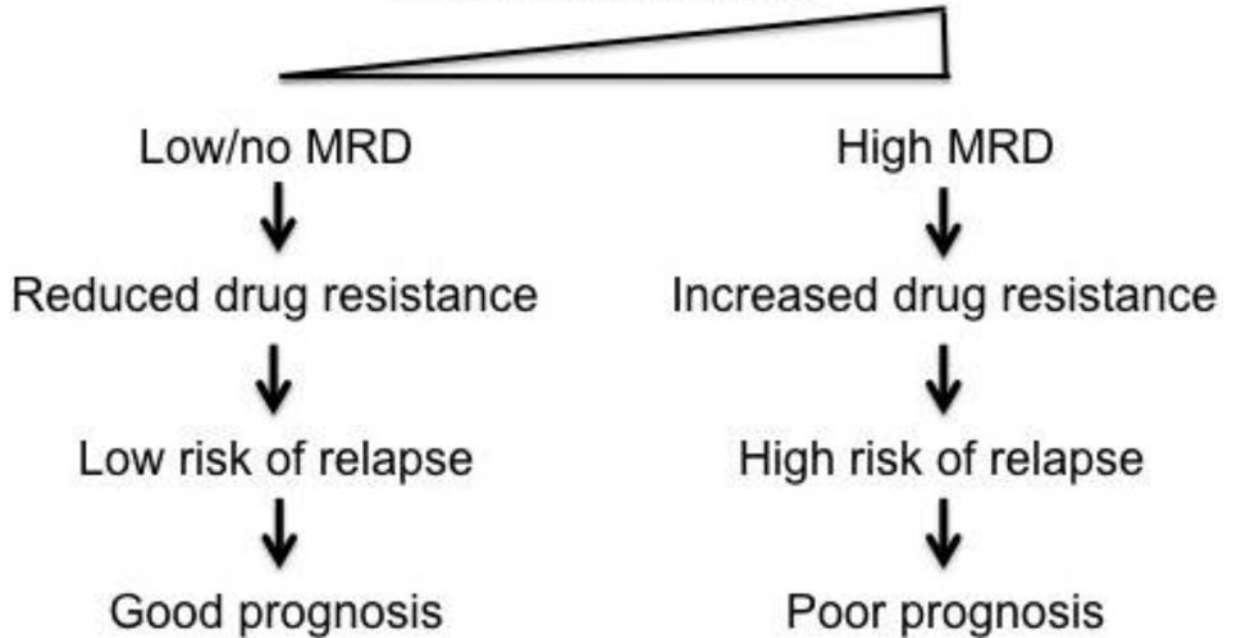 Low/no MRD
High MRD
Reduced drug resistance
Increased drug resistance
Low risk of relapse
High risk of relapse
Good prognosis
Poor prognosis